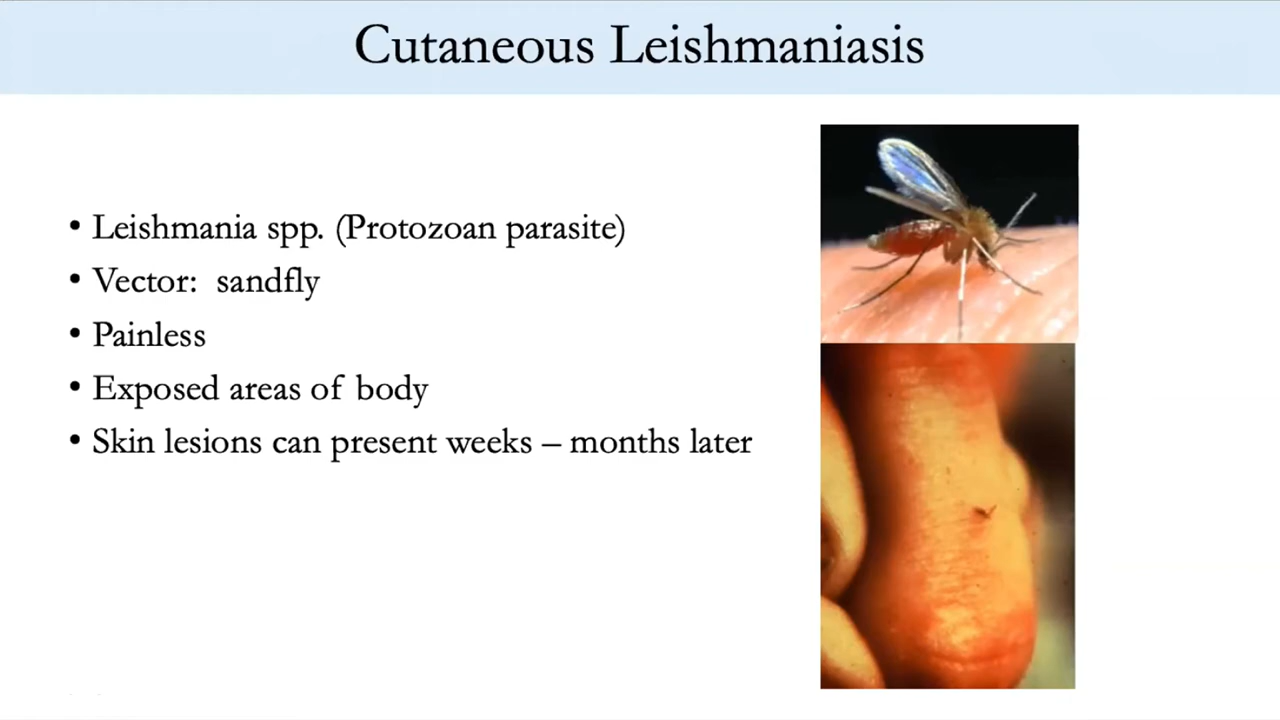 Cutaneous Leishmaniasis
• Leishmania spp. (Protozoan parasite)
• Vector:  sandfly
• Painless
• Exposed areas of body
• Skin lesions can present weeks – months later